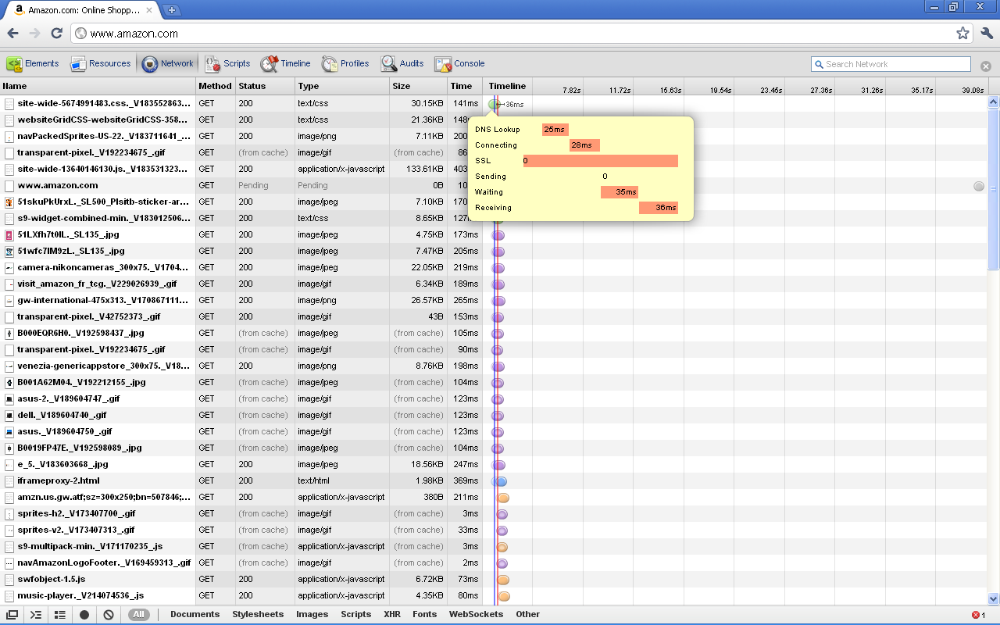 Amazon.com: Online Shopp...
www.amazon.com
Elements Resources Network Scripts Timeline Profiles Audits Console Search Network
Name Method Status Type Size Time Timeline 7.82s 11.72s 15.63s 19.54s 23.45s 27.36s 31.26s 35.17s 39.08s
site-wide-5674991483.css._V183552863... GET 200 text/css 30.15KB 141ms 36ms
websiteGridCSS-websiteGridCSS-358... GET 200 text/css 21.36KB
navPackedSprites-US-22._V183711641_... GET 200 image/png 7.11KB
transparent-pixel._V192234675_.gif GET (from cache) image/gif (from cache)
site-wide-13640146130.js._V183531323... GET 200 application/x-javascript 133.61KB
www.amazon.com GET Pending Pending 0B
51skuPkUrxL._SL500_PIsitb-sticker-ar... GET 200 image/jpeg 7.10KB
s9-widget-combined-min._V183012506... GET 200 text/css 8.65KB
DNS Lookup 25ms
Connecting 28ms
SSL 0
Sending 0
Waiting 35ms
Receiving 36ms
51LXfh7t0lL._SL135_.jpg GET 200 image/jpeg 4.75KB 173ms
51wfc7IM9zL._SL135_.jpg GET 200 image/jpeg 7.47KB 205ms
camera-nikoncameras_300x75._V1704... GET 200 image/jpeg 22.05KB 219ms
visit_amazon_fr_tcg._V229026939_.gif GET 200 image/gif 6.34KB 189ms
gw-international-475x313._V170867111... GET 200 image/png 26.57KB 265ms
transparent-pixel._V42752373_.gif GET 200 image/gif 43B 153ms
B000EQR6H0._V192598437_.jpg GET (from cache) image/jpeg (from cache) 105ms
transparent-pixel._V192234675_.gif GET (from cache) image/gif (from cache) 90ms
venezia-genericappstore_300x75._V18... GET 200 image/png 8.76KB 198ms
B001A62M04._V192212155_.jpg GET (from cache) image/jpeg (from cache) 104ms
asus-2._V189604747_.gif GET (from cache) image/gif (from cache) 123ms
dell._V189604740_.gif GET (from cache) image/gif (from cache) 123ms
asus._V189604750_.gif GET (from cache) image/gif (from cache) 123ms
B0019FP47E._V192598089_.jpg GET (from cache) image/jpeg (from cache) 104ms
e_5._V183603668_.jpg GET 200 image/jpeg 18.56KB 247ms
iframeproxy-2.html GET 200 text/html 1.98KB 369ms
amzn.us.gw.atf;sz=300x250;bn=507846;... GET 200 application/x-javascript 380B 211ms
sprites-h2._V173407700_.gif GET (from cache) image/gif (from cache) 3ms
sprites-v2._V173407313_.gif GET (from cache) image/gif (from cache) 33ms
s9-multipack-min._V171170235_.js GET (from cache) application/x-javascript (from cache) 3ms
navAmazonLogoFooter._V169459313_.gif GET (from cache) image/gif (from cache) 2ms
swfobject-1.5.js GET 200 application/x-javascript 6.72KB 73ms
music-player._V214074536_.js GET 200 application/x-javascript 4.35KB 80ms
All Documents Stylesheets Images Scripts XHR Fonts WebSockets Other 1